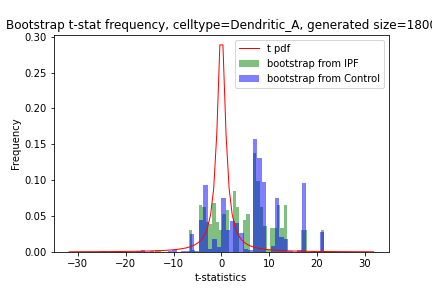 Bootstrap t-stat frequency, celltype=Dendritic_A, generated size=1800
0.30
0.25
0.20
0.15
0.10
0.05
0.00
Frequency
t pdf
bootstrap from IPF
bootstrap from Control
−30 −20 −10 0 10 20 30
t-statistics